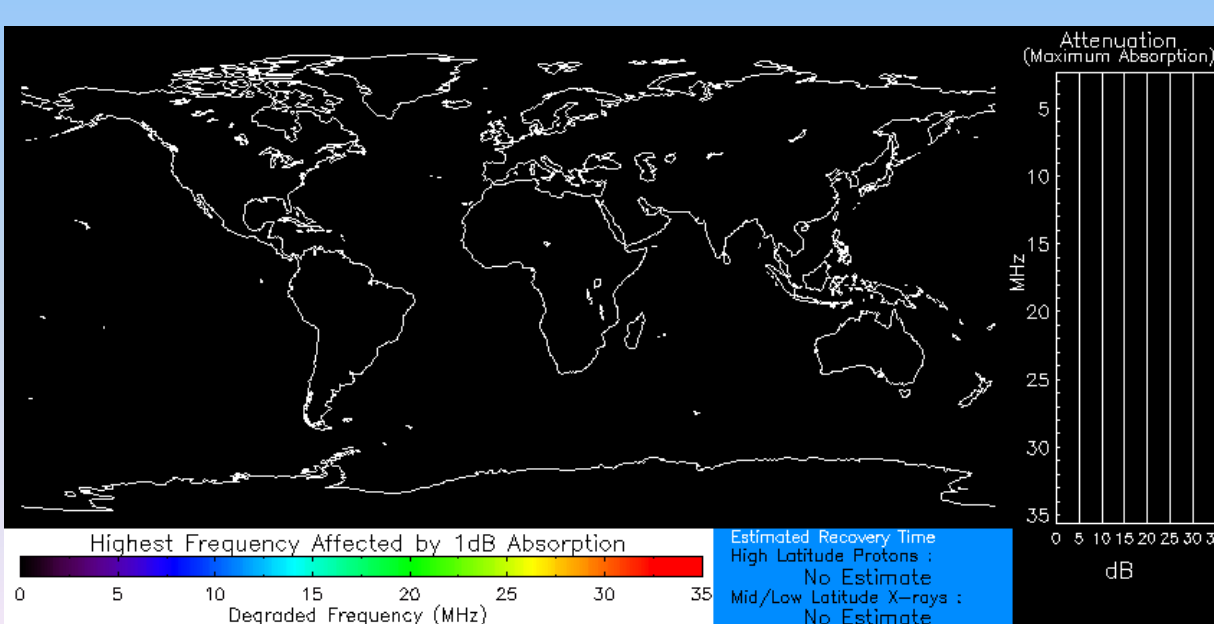 Attenuation
(Maximum Absorption)
5
10
15
20
25
30
35
MHz
0 5 10 15 20 25 30
dB
Highest Frequency Affected by 1dB Absorption
0 5 10 15 20 25 30 35
Degraded Frequency (MHz)
Estimated Recovery Time
High Latitude Protons :
No Estimate
Mid/Low Latitude X-rays :
No Estimate